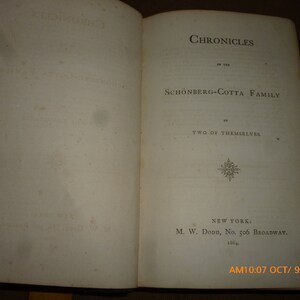 CHRONICLES
OF THE
SCHÖNBERG-COTTA FAMILY
BY
TWO OF THEMSELVES.
NEW YORK:
M. W. DODD, NO. 506 BROADWAY.
AM10:07 OCT/ 9